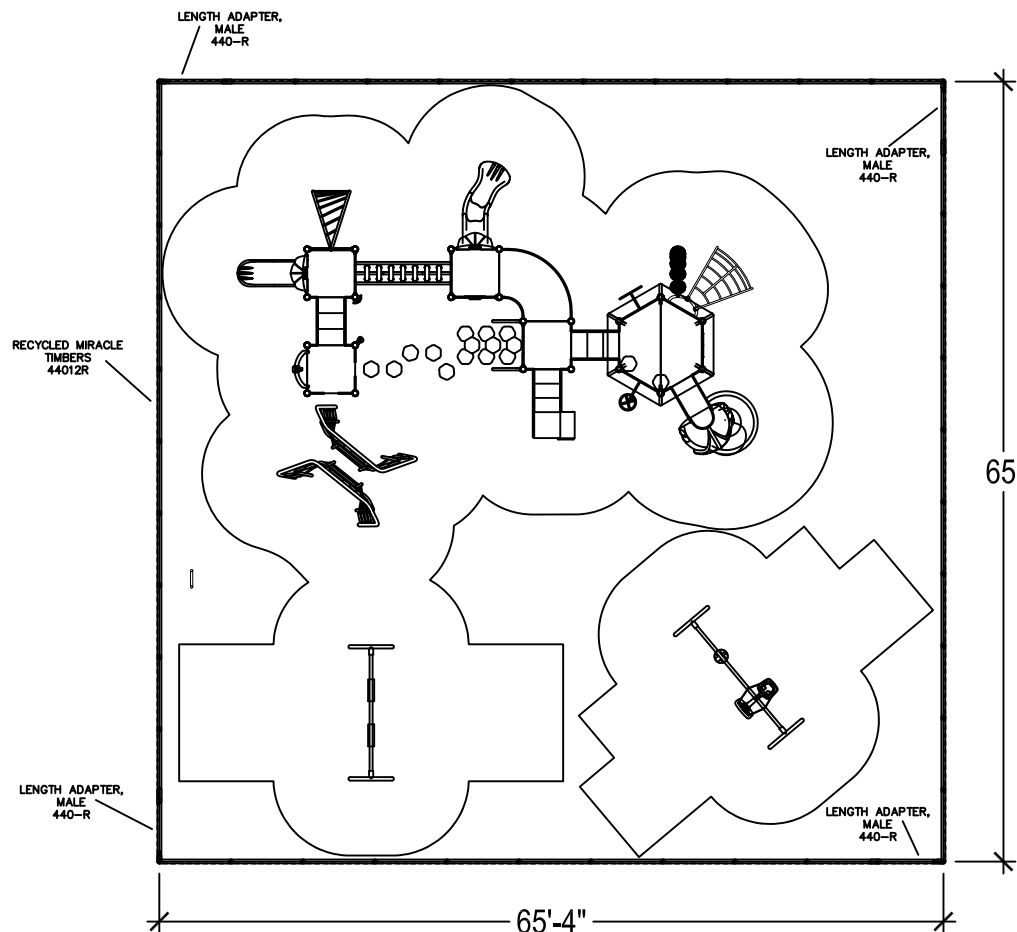 LENGTH ADAPTER,
MALE
440-R
LENGTH ADAPTER,
MALE
440-R
RECYCLED MIRACLE
TIMBERS
44012R
65
LENGTH ADAPTER,
MALE
440-R
LENGTH ADAPTER,
MALE
440-R
65'-4"